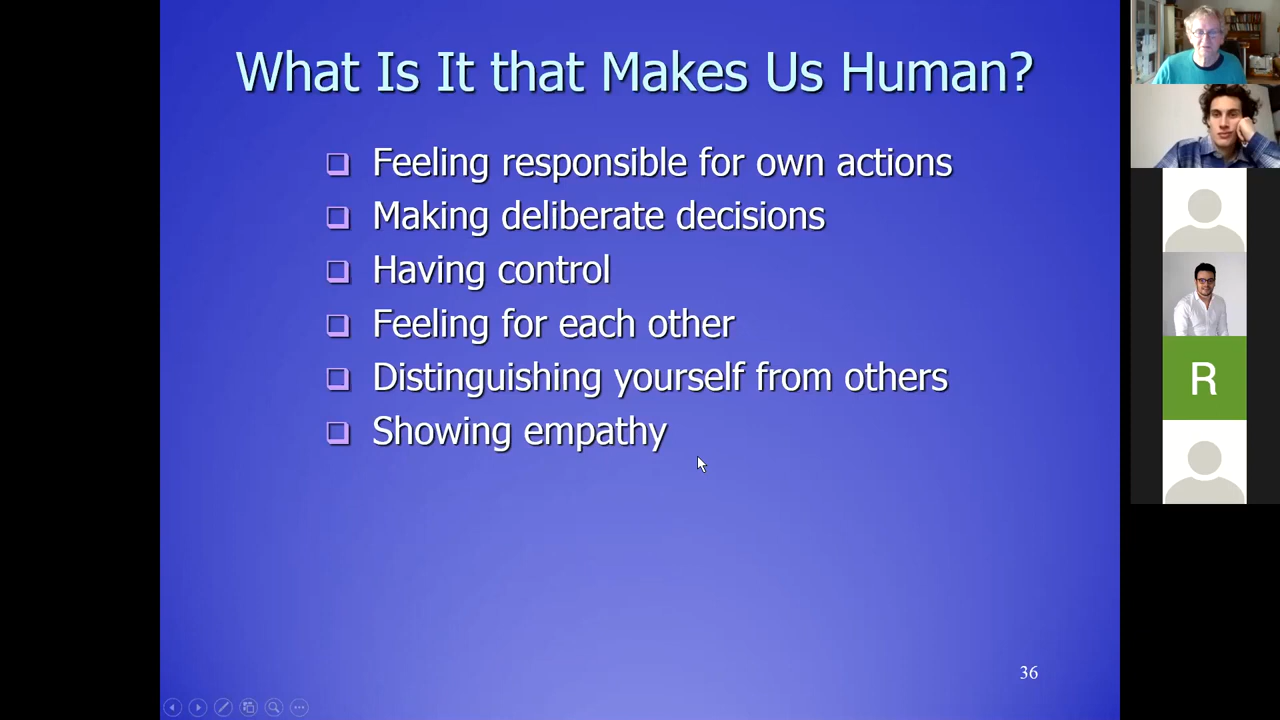 What Is It that Makes Us Human?
Feeling responsible for own actions
Making deliberate decisions
Having control
Feeling for each other
Distinguishing yourself from others
Showing empathy
R
36